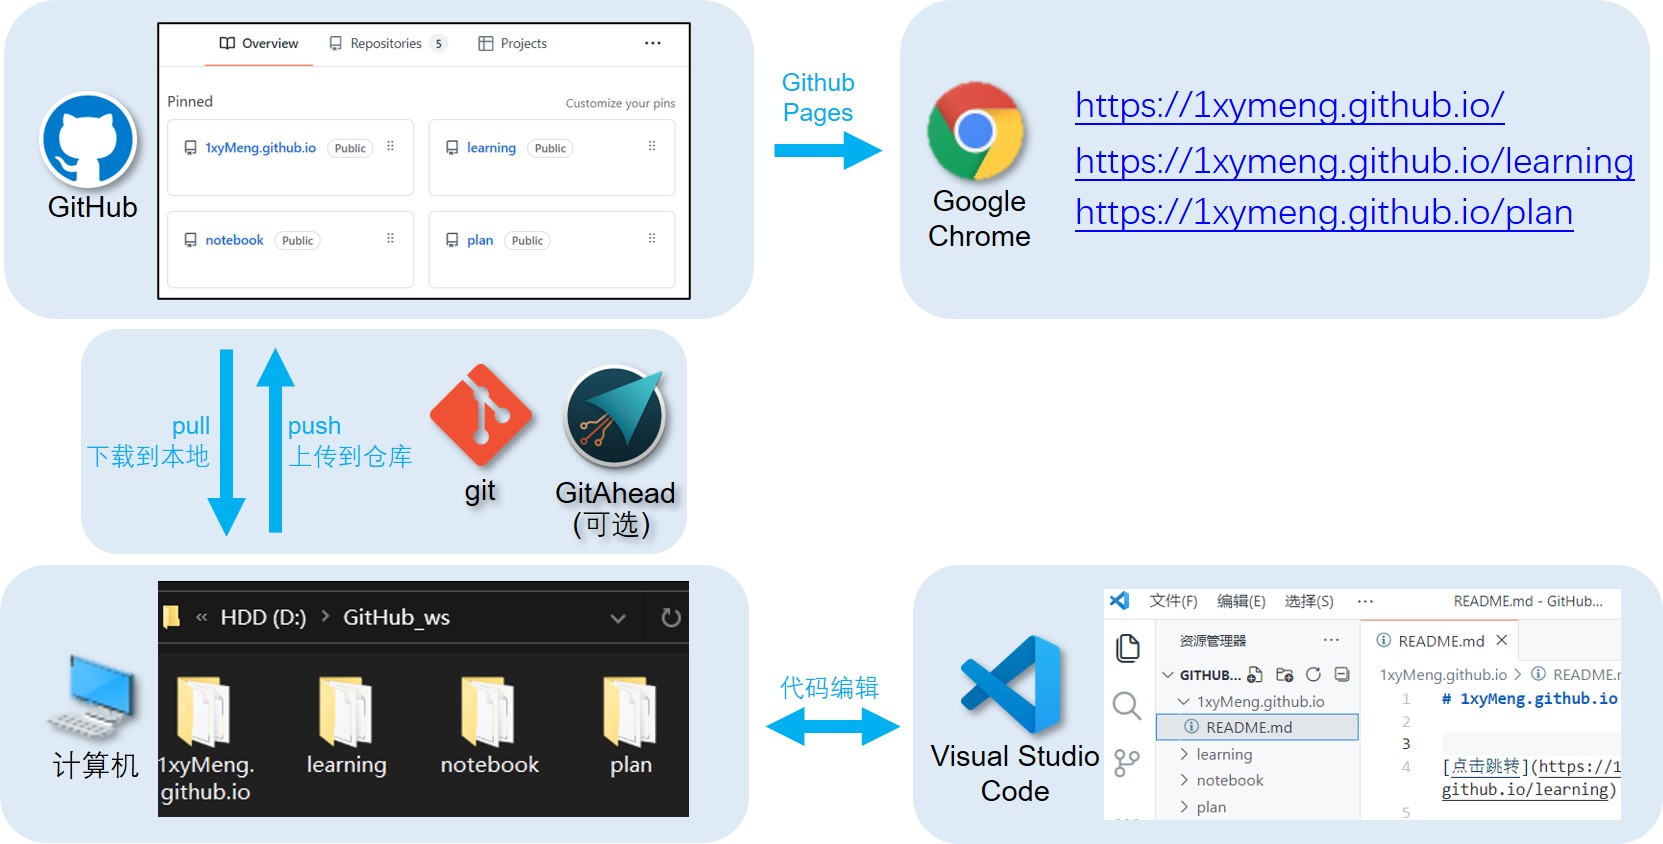 Overview Repositories 5 Projects ...
Pinned
Customize your pins
1xyMeng.github.io Public
learning Public
notebook Public
plan Public
GitHub
Github
Pages
Google
Chrome
https://1xymeng.github.io/
https://1xymeng.github.io/learning
https://1xymeng.github.io/plan
pull
下载到本地
push
上传到仓库
git
GitAhead
(可选)
计算机
« HDD (D:) > GitHub_ws
1xyMeng.
github.io
learning
notebook
plan
代码编辑
Visual Studio
Code
文件(F) 编辑(E) 选择(S) ... README.md - GitHub...
资源管理器 ...
README.md ×
GITHUB...
1xyMeng.github.io
README.md
learning
notebook
plan
1xyMeng.github.io > README.m
1 # 1xyMeng.github.io
2
3
4 [点击跳转](https://1
github.io/learning)
5